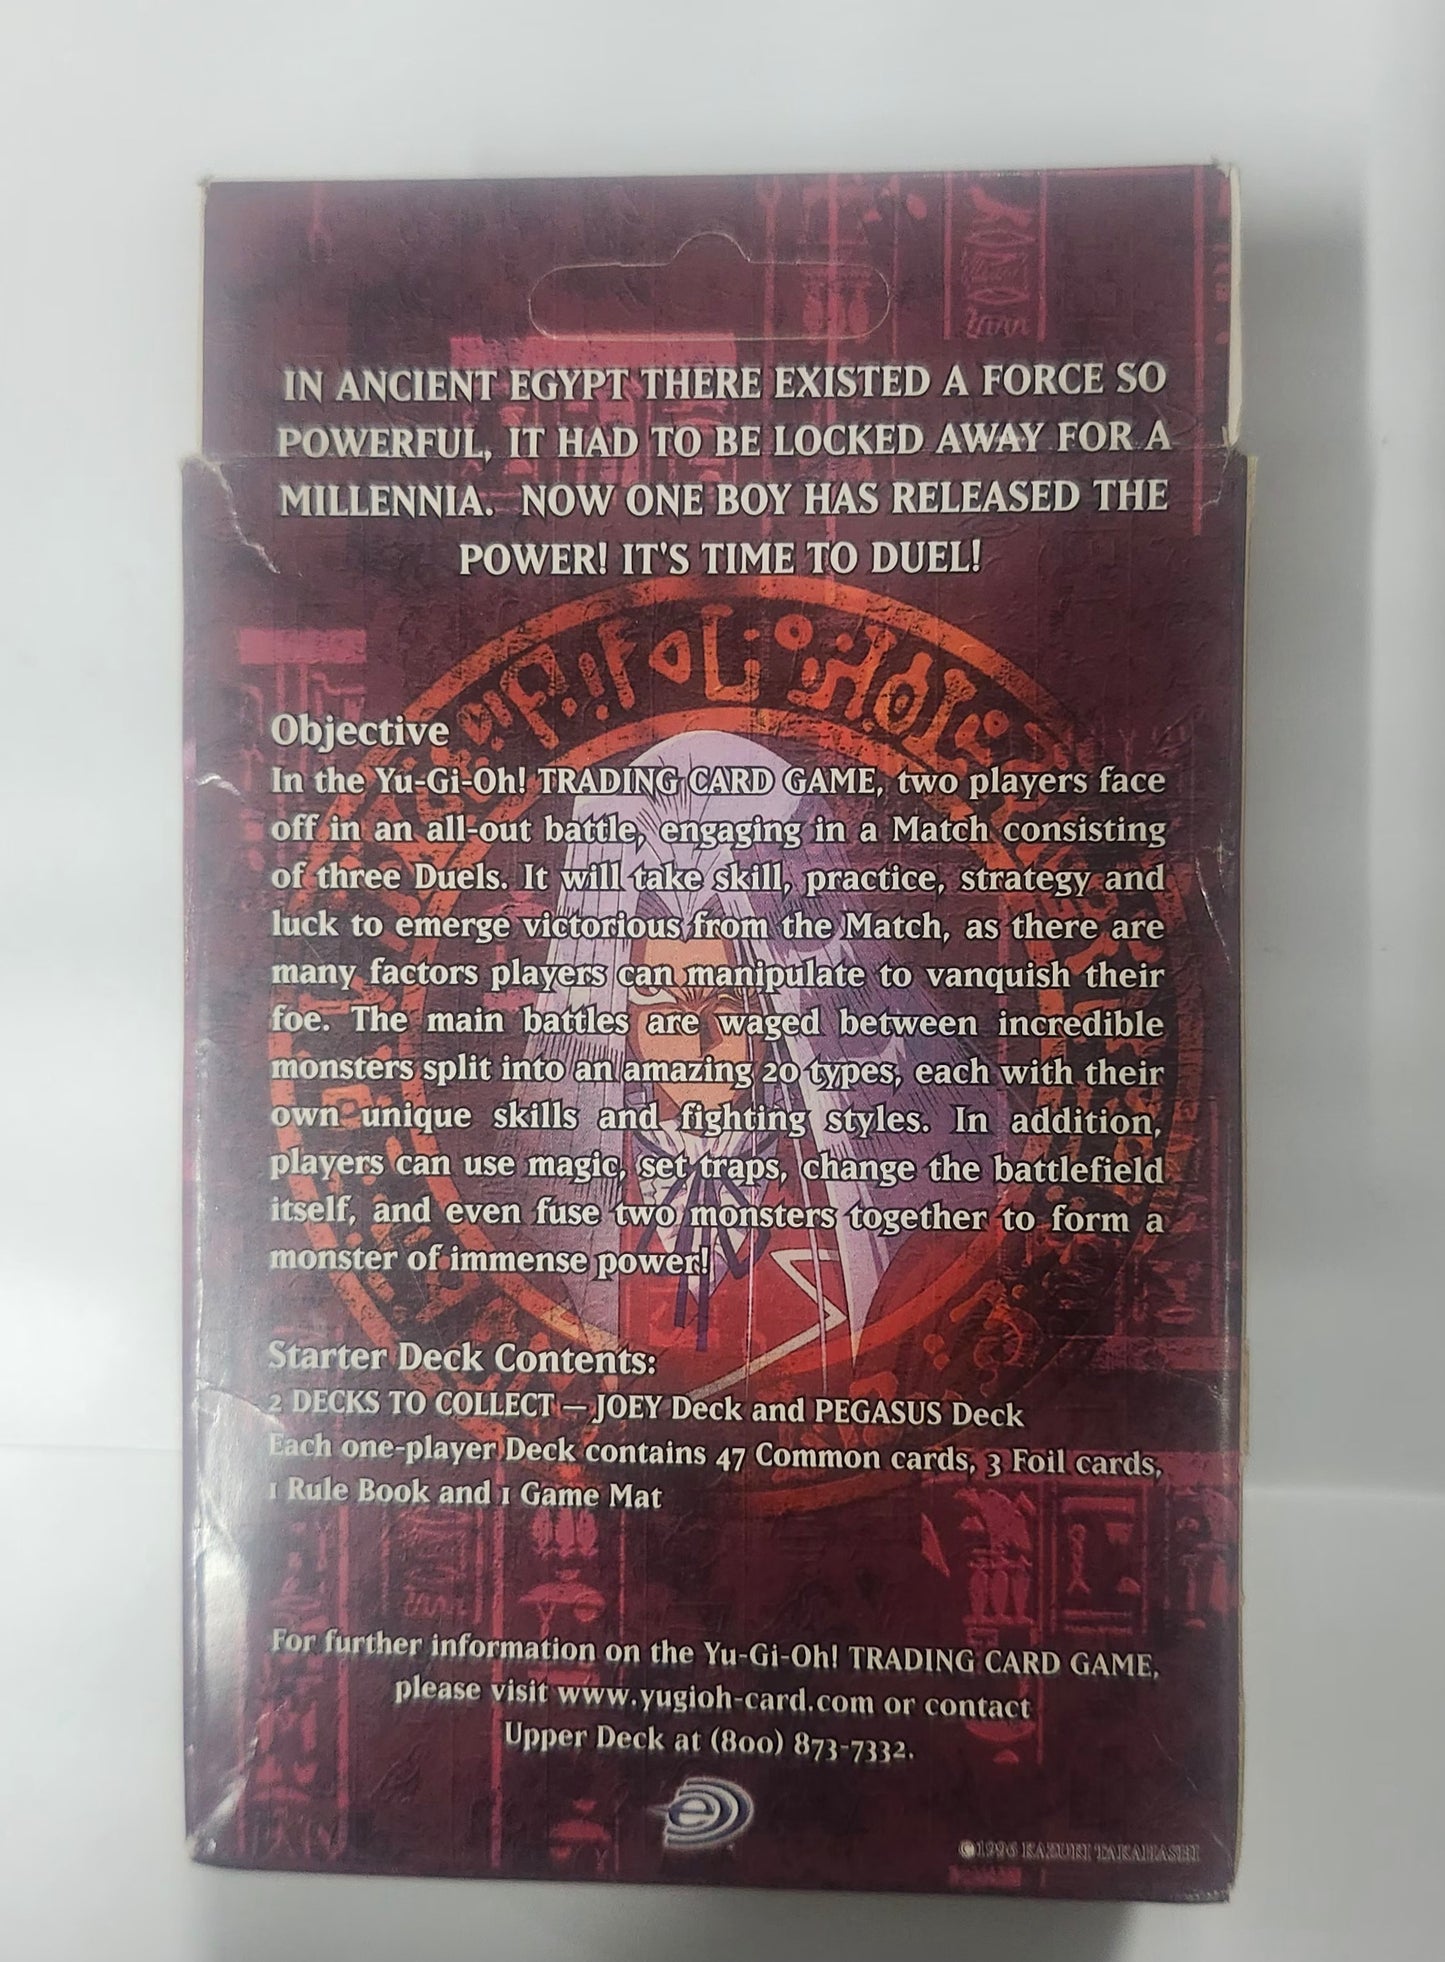 IN ANCIENT EGYPT THERE EXISTED A FORCE SO
POWERFUL, IT HAD TO BE LOCKED AWAY FOR A
MILLENNIA. NOW ONE BOY HAS RELEASED THE
POWER! IT'S TIME TO DUEL!
Objective
In the Yu-Gi-Oh! TRADING CARD GAME, two players face
off in an all-out battle, engaging in a Match consisting
of three Duels. It will take skill, practice, strategy and
luck to emerge victorious from the Match, as there are
many factors players can manipulate to vanquish their
foe. The main battles are waged between incredible
monsters split into an amazing 20 types, each with their
own unique skills and fighting styles. In addition,
players can use magic, set traps, change the battlefield
itself, and even fuse two monsters together to form a
monster of immense power!
Starter Deck Contents:
2 DECKS TO COLLECT — JOEY Deck and PEGASUS Deck
Each one-player Deck contains 47 Common cards, 3 Foil cards,
1 Rule Book and 1 Game Mat
For further information on the Yu-Gi-Oh! TRADING CARD GAME,
please visit www.yugioh-card.com or contact
Upper Deck at (800) 873-7332.
e
©1996 KAZUKI TAKAHASHI